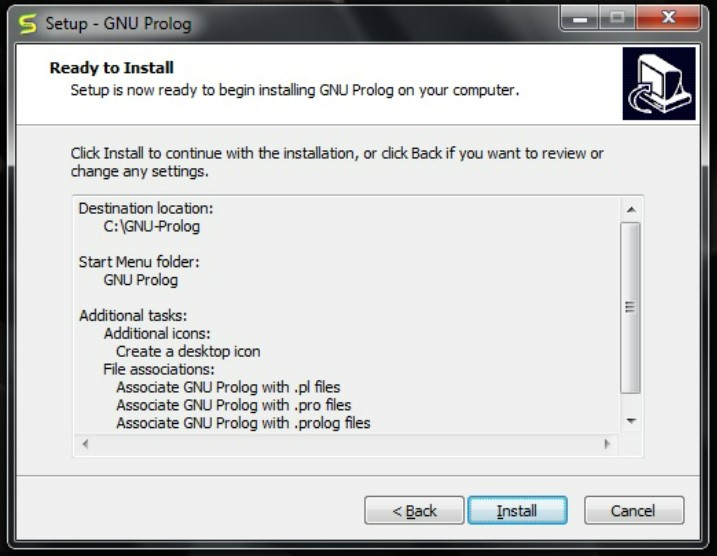 Setup - GNU Prolog
Ready to Install
Setup is now ready to begin installing GNU Prolog on your computer.
Click Install to continue with the installation, or click Back if you want to review or
change any settings.
Destination location:
C:\GNU-Prolog
Start Menu folder:
GNU Prolog
Additional tasks:
Additional icons:
Create a desktop icon
File associations:
Associate GNU Prolog with .pl files
Associate GNU Prolog with .pro files
Associate GNU Prolog with .prolog files
< Back
Install
Cancel